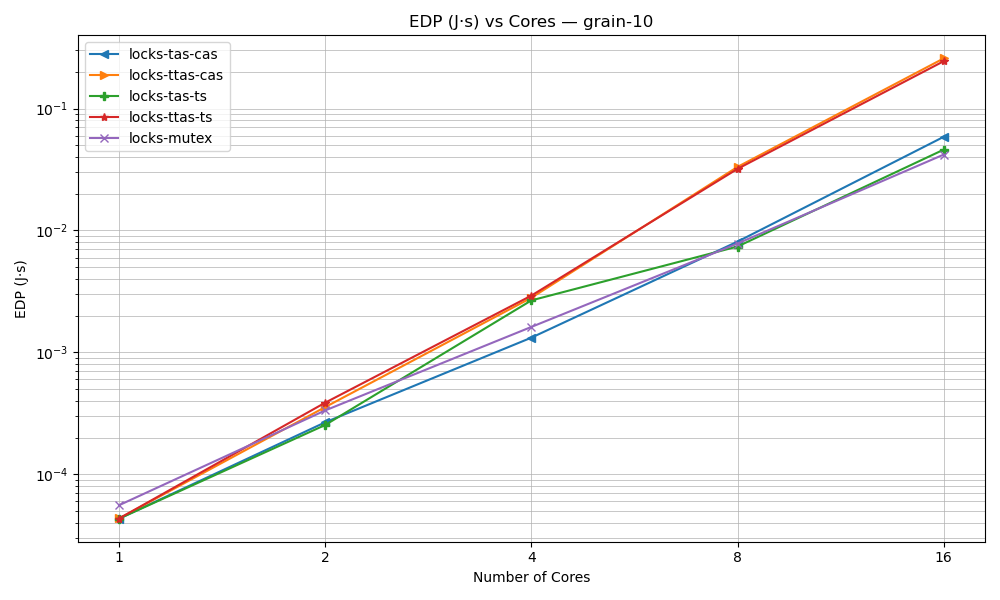 EDP (J·s) vs Cores — grain-10
locks-tas-cas
locks-ttas-cas
locks-tas-ts
locks-ttas-ts
locks-mutex
EDP (J·s)
10⁻¹
10⁻²
10⁻³
10⁻⁴
1 2 4 8 16
Number of Cores